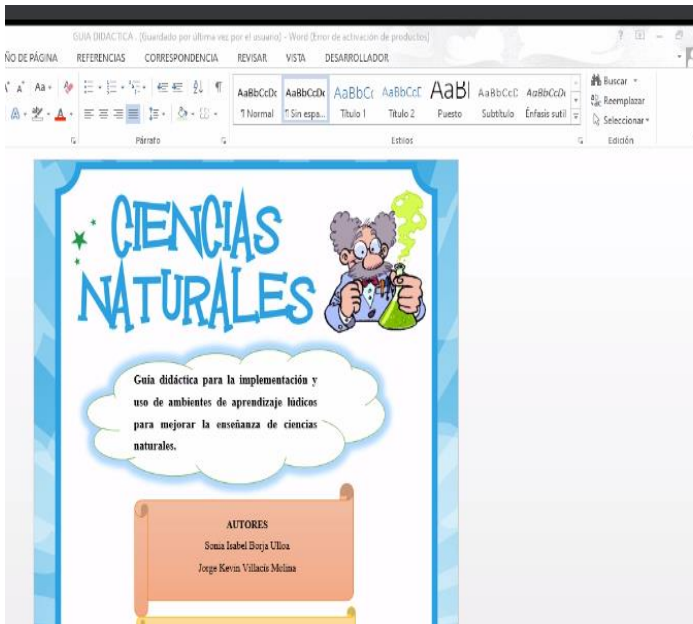 GUIA DIDACTICA . [Guardado por última vez por el usuario] - Word (Error de activación de productos)
ÑO DE PÁGINA REFERENCIAS CORRESPONDENCIA REVISAR VISTA DESARROLLADOR
Aa
AaBbCcDc AaBbCcDc AaBbCc AaBbCcC AaBl AaBbCcC AaBbCcDc
¶ Normal ¶ Sin espa... Título 1 Título 2 Puesto Subtítulo Énfasis sutil
Buscar
Reemplazar
Seleccionar
Párrafo Estilos Edición
CIENCIAS
NATURALES
Guía didáctica para la implementación y
uso de ambientes de aprendizaje lúdicos
para mejorar la enseñanza de ciencias
naturales.
AUTORES
Sonia Isabel Borja Ulloa
Jorge Kevin Villacís Molina